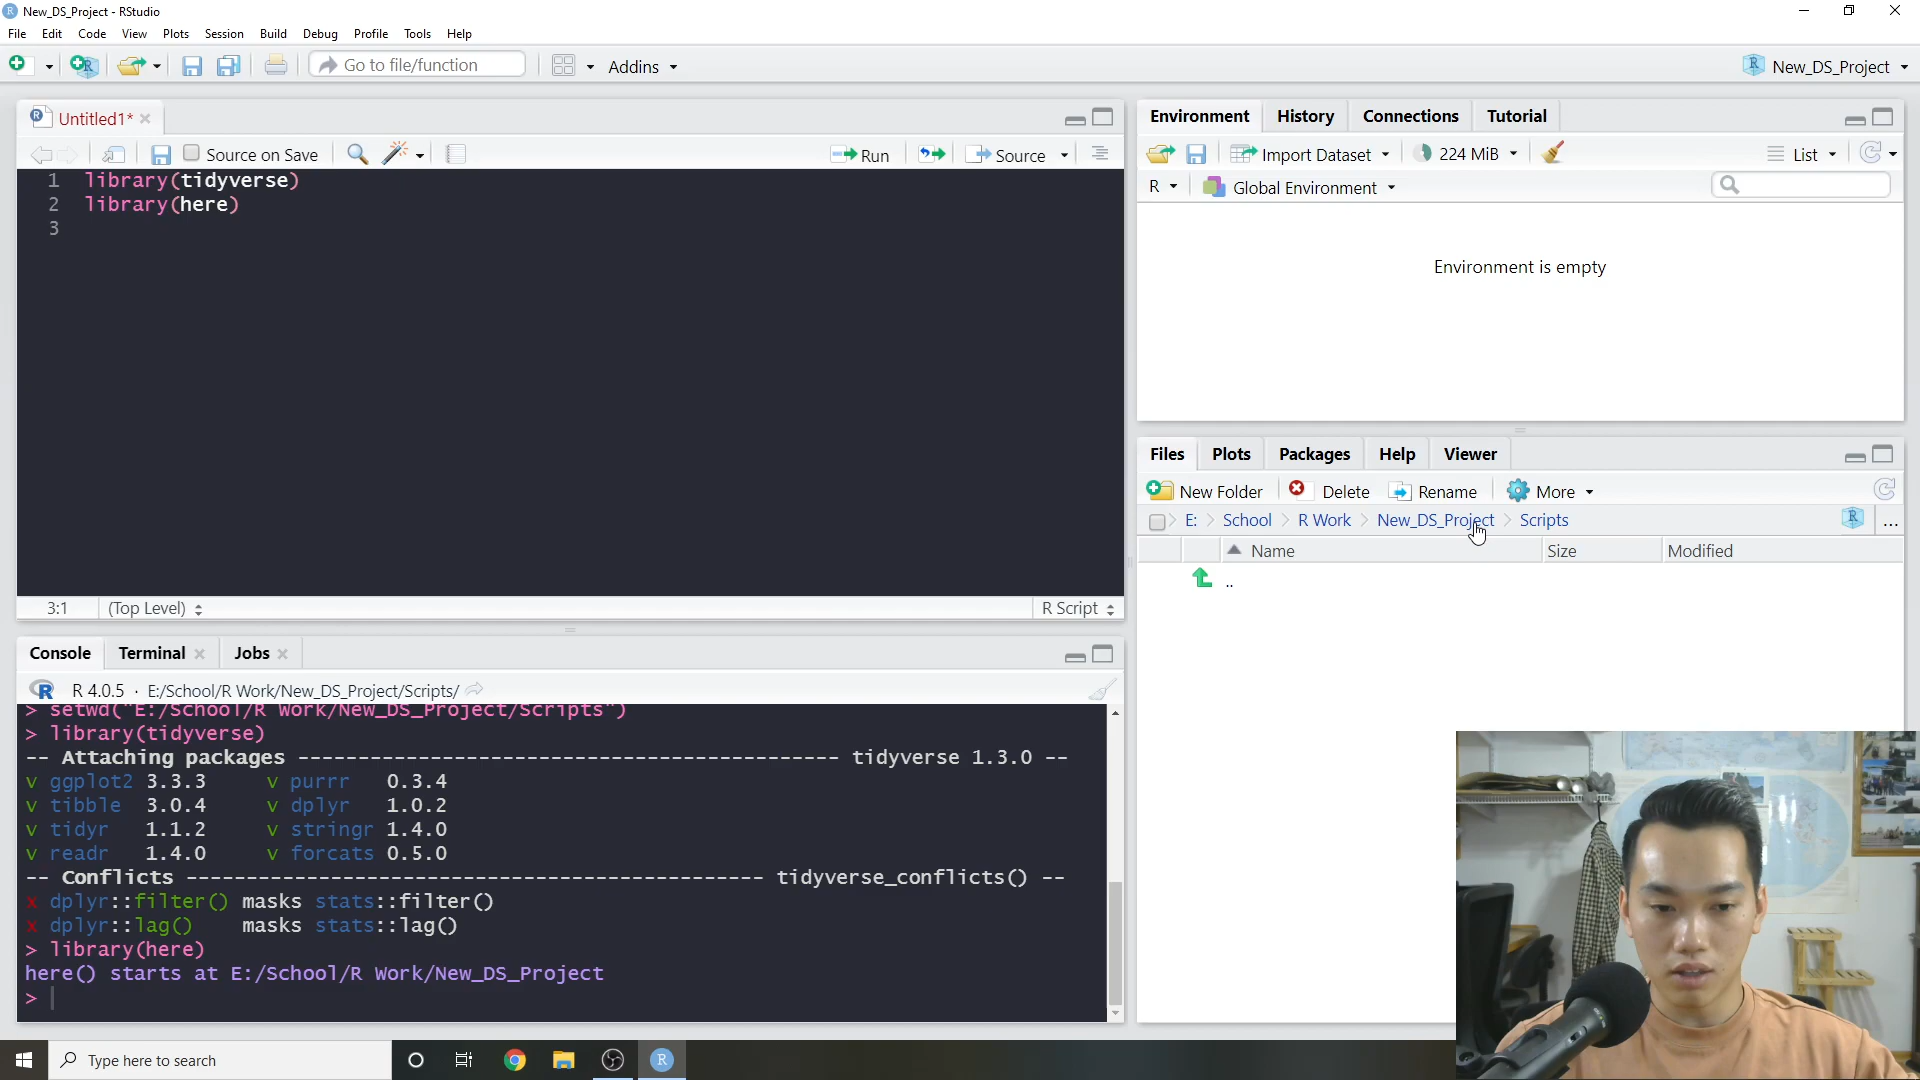 New_DS_Project - RStudio
File Edit Code View Plots Session Build Debug Profile Tools Help
Go to file/function Addins New_DS_Project
Untitled1*
Source on Save Run Source
1 library(tidyverse)
2 library(here)
3
3:1 (Top Level) R Script
Console Terminal Jobs
R 4.0.5 · E:/School/R Work/New_DS_Project/Scripts/
> setwd("E:/School/R Work/New_DS_Project/Scripts")
> library(tidyverse)
-- Attaching packages ---------------------------------------- tidyverse 1.3.0 --
v ggplot2 3.3.3 v purrr 0.3.4
v tibble 3.0.4 v dplyr 1.0.2
v tidyr 1.1.2 v stringr 1.4.0
v readr 1.4.0 v forcats 0.5.0
-- Conflicts ------------------------------------------- tidyverse_conflicts() --
x dplyr::filter() masks stats::filter()
x dplyr::lag() masks stats::lag()
> library(here)
here() starts at E:/School/R Work/New_DS_Project
>
Environment History Connections Tutorial
Import Dataset 224 MiB List
R Global Environment
Environment is empty
Files Plots Packages Help Viewer
New Folder Delete Rename More
E: School R Work New_DS_Project Scripts ...
Name Size Modified
..
Type here to search